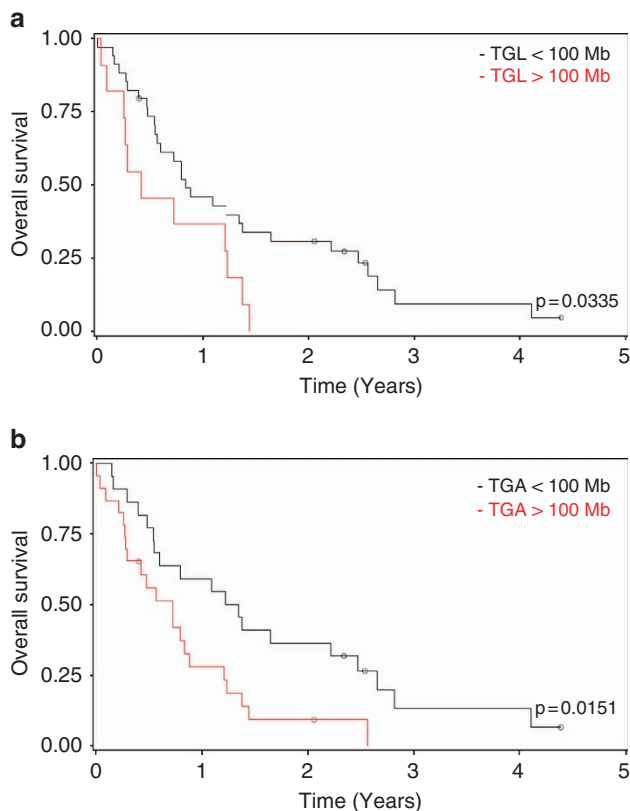 a
1.00
0.75
0.50
0.25
0.00
Overall survival
- TGL < 100 Mb
- TGL > 100 Mb
p=0.0335
0 1 2 3 4 5
Time (Years)
b
1.00
0.75
0.50
0.25
0.00
Overall survival
- TGA < 100 Mb
- TGA > 100 Mb
p=0.0151
0 1 2 3 4 5
Time (Years)